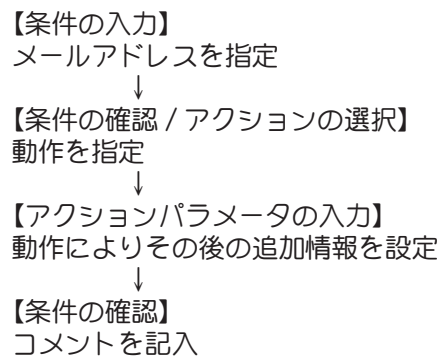 【条件の入力】
メールアドレスを指定
↓
【条件の確認 / アクションの選択】
動作を指定
↓
【アクションパラメータの入力】
動作によりその後の追加情報を設定
↓
【条件の確認】
コメントを記入